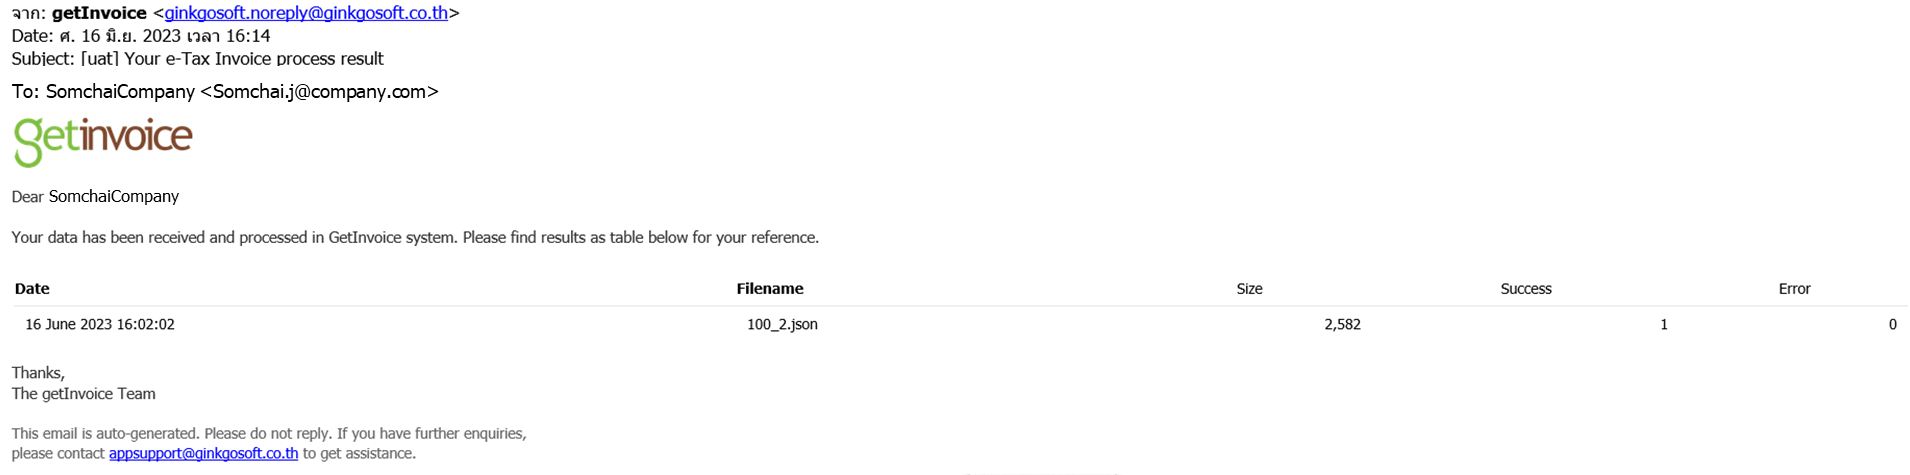 จาก: getInvoice <ginkgosoft.noreply@ginkgosoft.co.th>
Date: ศ. 16 มิ.ย. 2023 เวลา 16:14
Subject: [uat] Your e-Tax Invoice process result
To: SomchaiCompany <Somchai.j@company.com>
getinvoice
Dear SomchaiCompany
Your data has been received and processed in GetInvoice system. Please find results as table below for your reference.
Date Filename Size Success Error
16 June 2023 16:02:02 100_2.json 2,582 1 0
Thanks,
The getInvoice Team
This email is auto-generated. Please do not reply. If you have further enquiries,
please contact appsupport@ginkgosoft.co.th to get assistance.